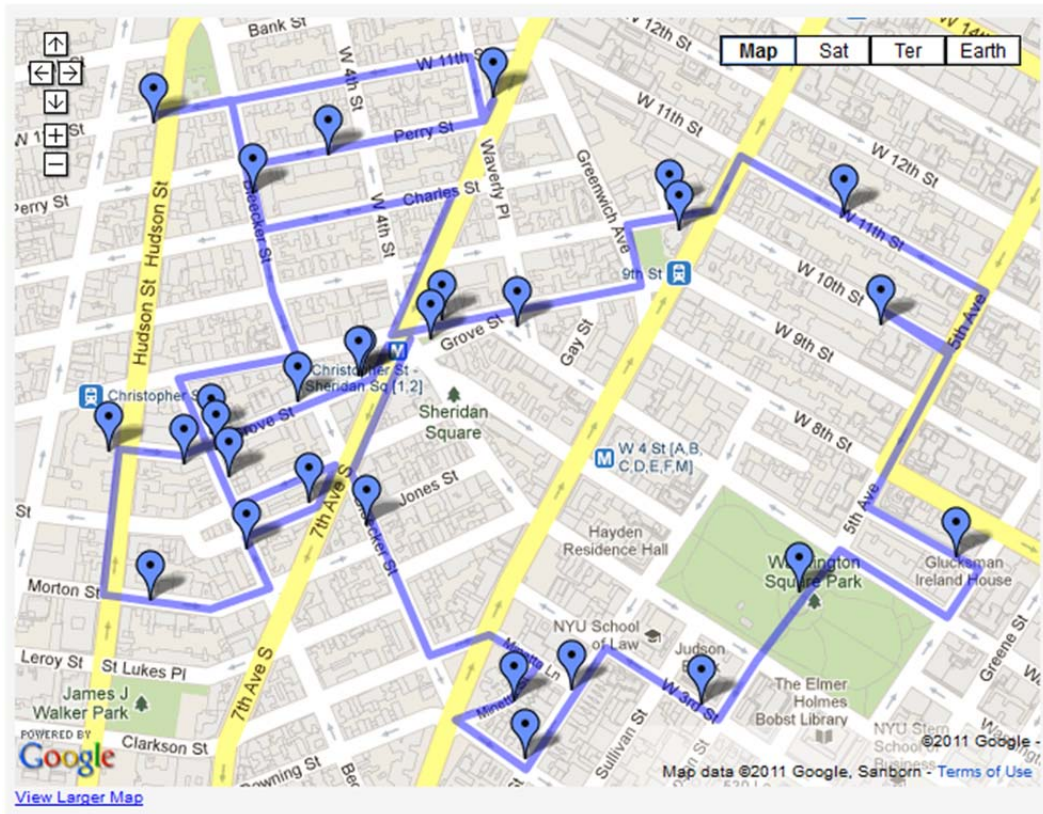 Bank St
W 4th St
W 11th St
W 12th St
Map
Sat
Ter
Earth
W 11th St
W 12th St
Perry St
Perry St
Waverly Pl
Greenwich Ave
Charles St
W 4th St
Bleecker St
Hudson St
Hudson St
W 11th St
W 10th St
9th St
W 9th St
5th Ave
Grove St
Gay St
Christopher St -
Sheridan Sq [1,2]
Christopher S
Sheridan
Square
Grove St
W 8th St
W 4 St [A,B,
C,D,E,F,M]
Jones St
7th Ave S
5th Ave
Hayden
Residence Hall
Washington
Square Park
Glucksman
Ireland House
Morton St
NYU School
of Law
Judson
Minetta Ln
W 3rd St
Greene St
Leroy St
St Lukes Pl
7th Ave S
James J
Walker Park
The Elmer
Holmes
Bobst Library
Sullivan St
NYU Stern
School of
Business
Clarkson St
Downing St
POWERED BY
Google
©2011 Google -
Map data ©2011 Google, Sanborn - Terms of Use
View Larger Map